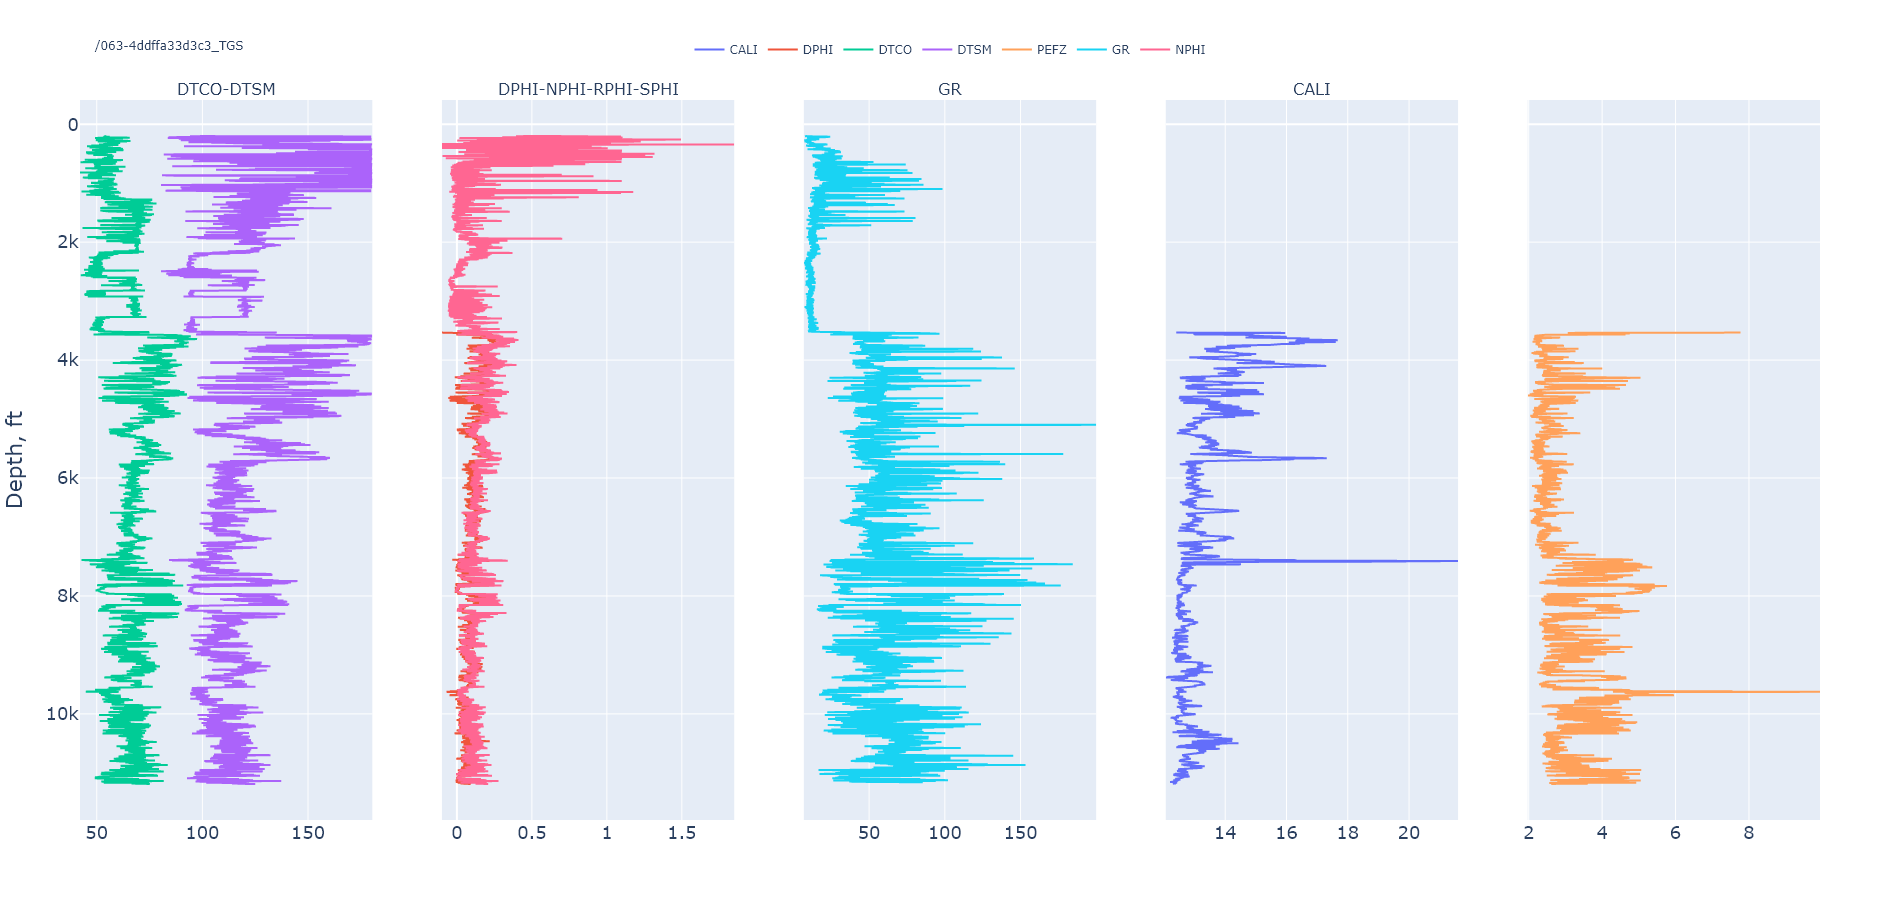 /063-4ddffa33d3c3_TGS
CALI DPHI DTCO DTSM PEFZ GR NPHI
DTCO-DTSM DPHI-NPHI-RPHI-SPHI GR CALI
0
2k
4k
6k
8k
10k
Depth, ft
50 100 150 0 0.5 1 1.5 50 100 150 14 16 18 20 2 4 6 8